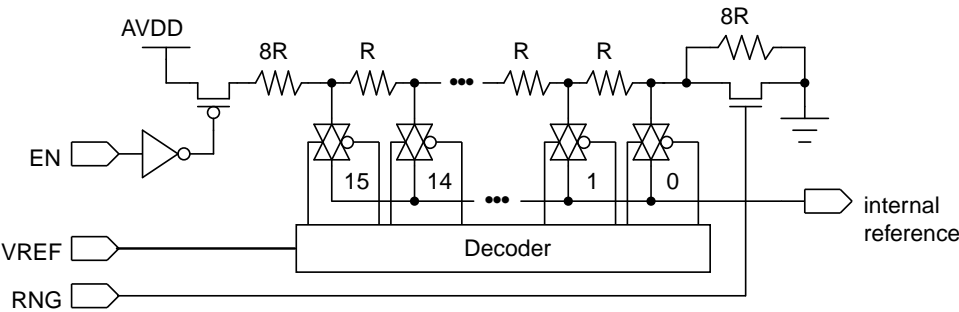 8R
AVDD
8R
R
R
R
EN
15
14
1
0
internal
reference
VREF
Decoder
RNG